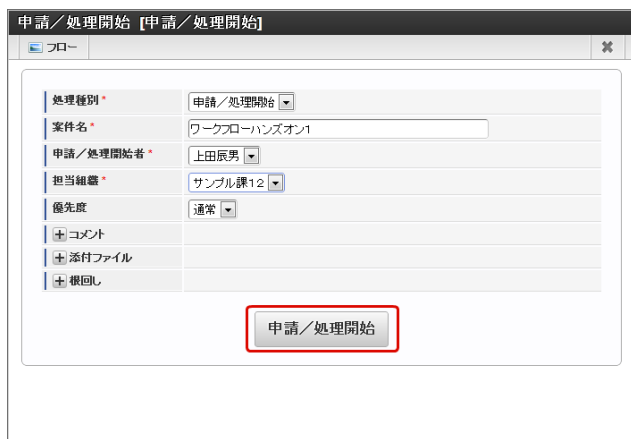 申請／処理開始 [申請／処理開始]
フロー
処理種別* 申請／処理開始
案件名* ワークフローハンズオン1
申請／処理開始者* 上田辰男
担当組織* サンプル課12
優先度 通常
コメント
添付ファイル
根回し
申請／処理開始